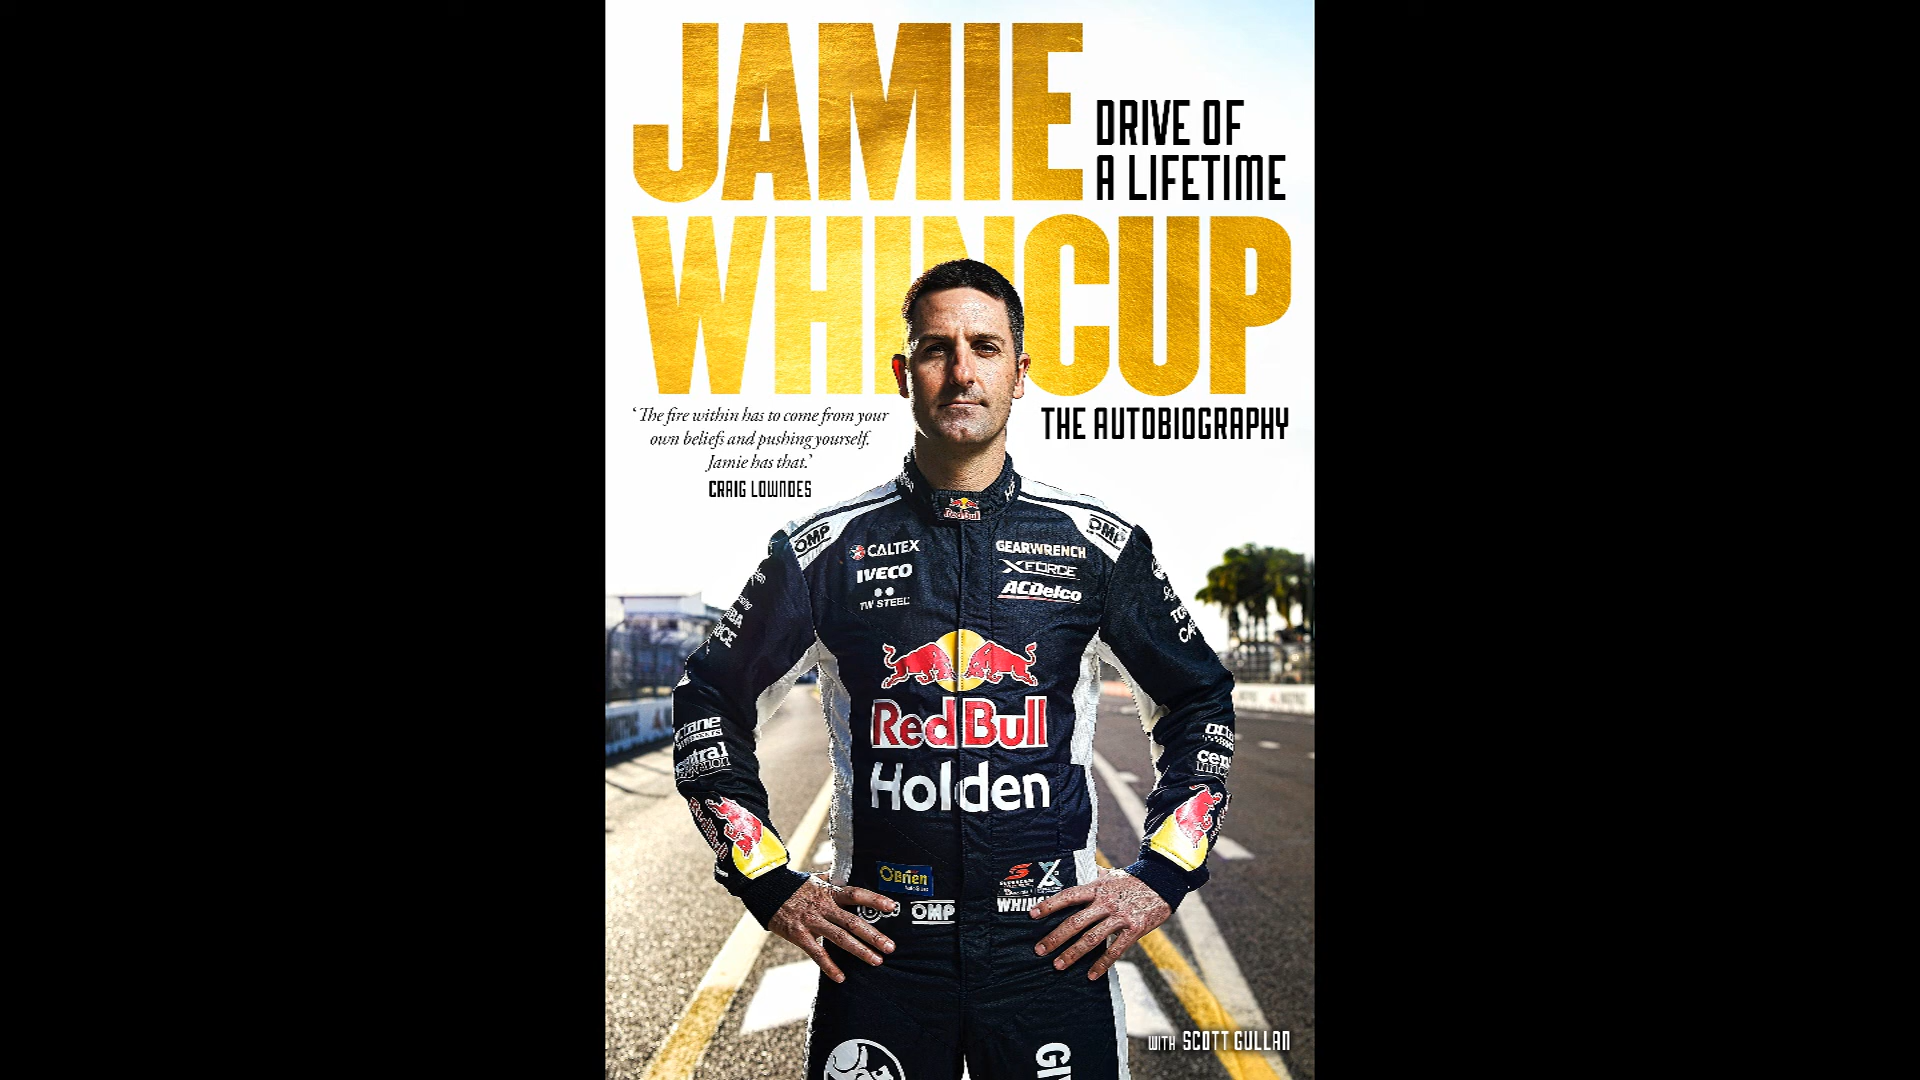 JAMIE
DRIVE OF
A LIFETIME
WHINCUP
‘The fire within has to come from your
own beliefs and pushing yourself.
Jamie has that.’
CRAIG LOWNDES
THE AUTOBIOGRAPHY
Red Bull
OMP
OMP
CALTEX
IVECO
TW STEEL
GEARWRENCH
XFORCE
ACDelco
Red Bull
Holden
O'Brien
OMP
WITH SCOTT GULLAN